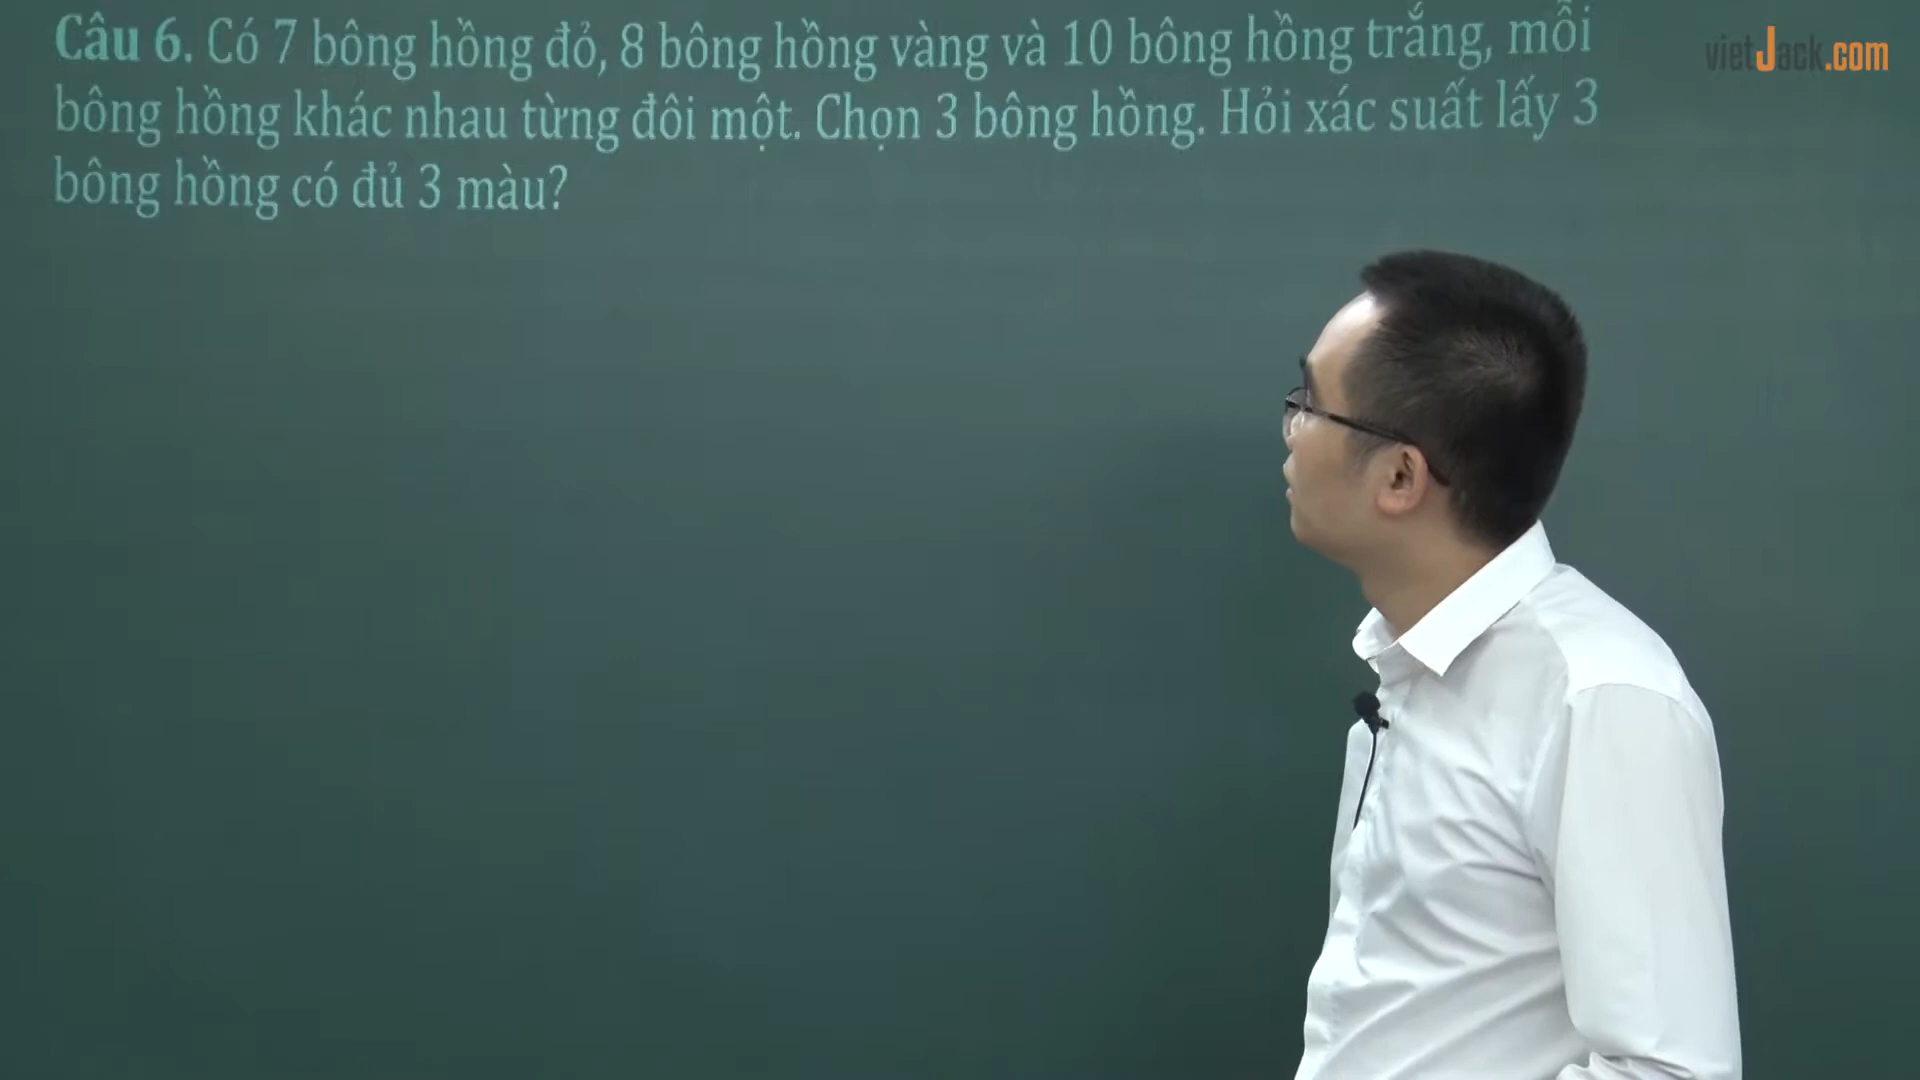 Câu 6. Có 7 bông hồng đỏ, 8 bông hồng vàng và 10 bông hồng trắng, mỗi
bông hồng khác nhau từng đôi một. Chọn 3 bông hồng. Hỏi xác suất lấy 3
bông hồng có đủ 3 màu?
vietJack.com